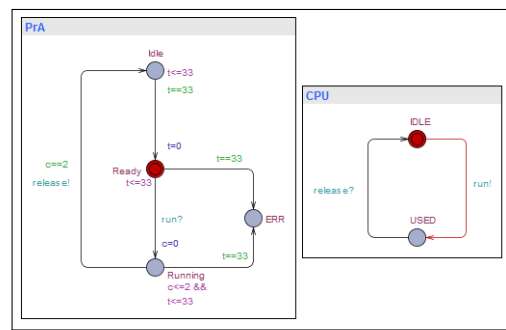 PrA
Idle
t<=33
t==33
t=0
c==2
release!
Ready
t<=33
t==33
run?
c=0
ERR
t==33
Running
c<=2 &&
t<=33
CPU
IDLE
release?
run!
USED